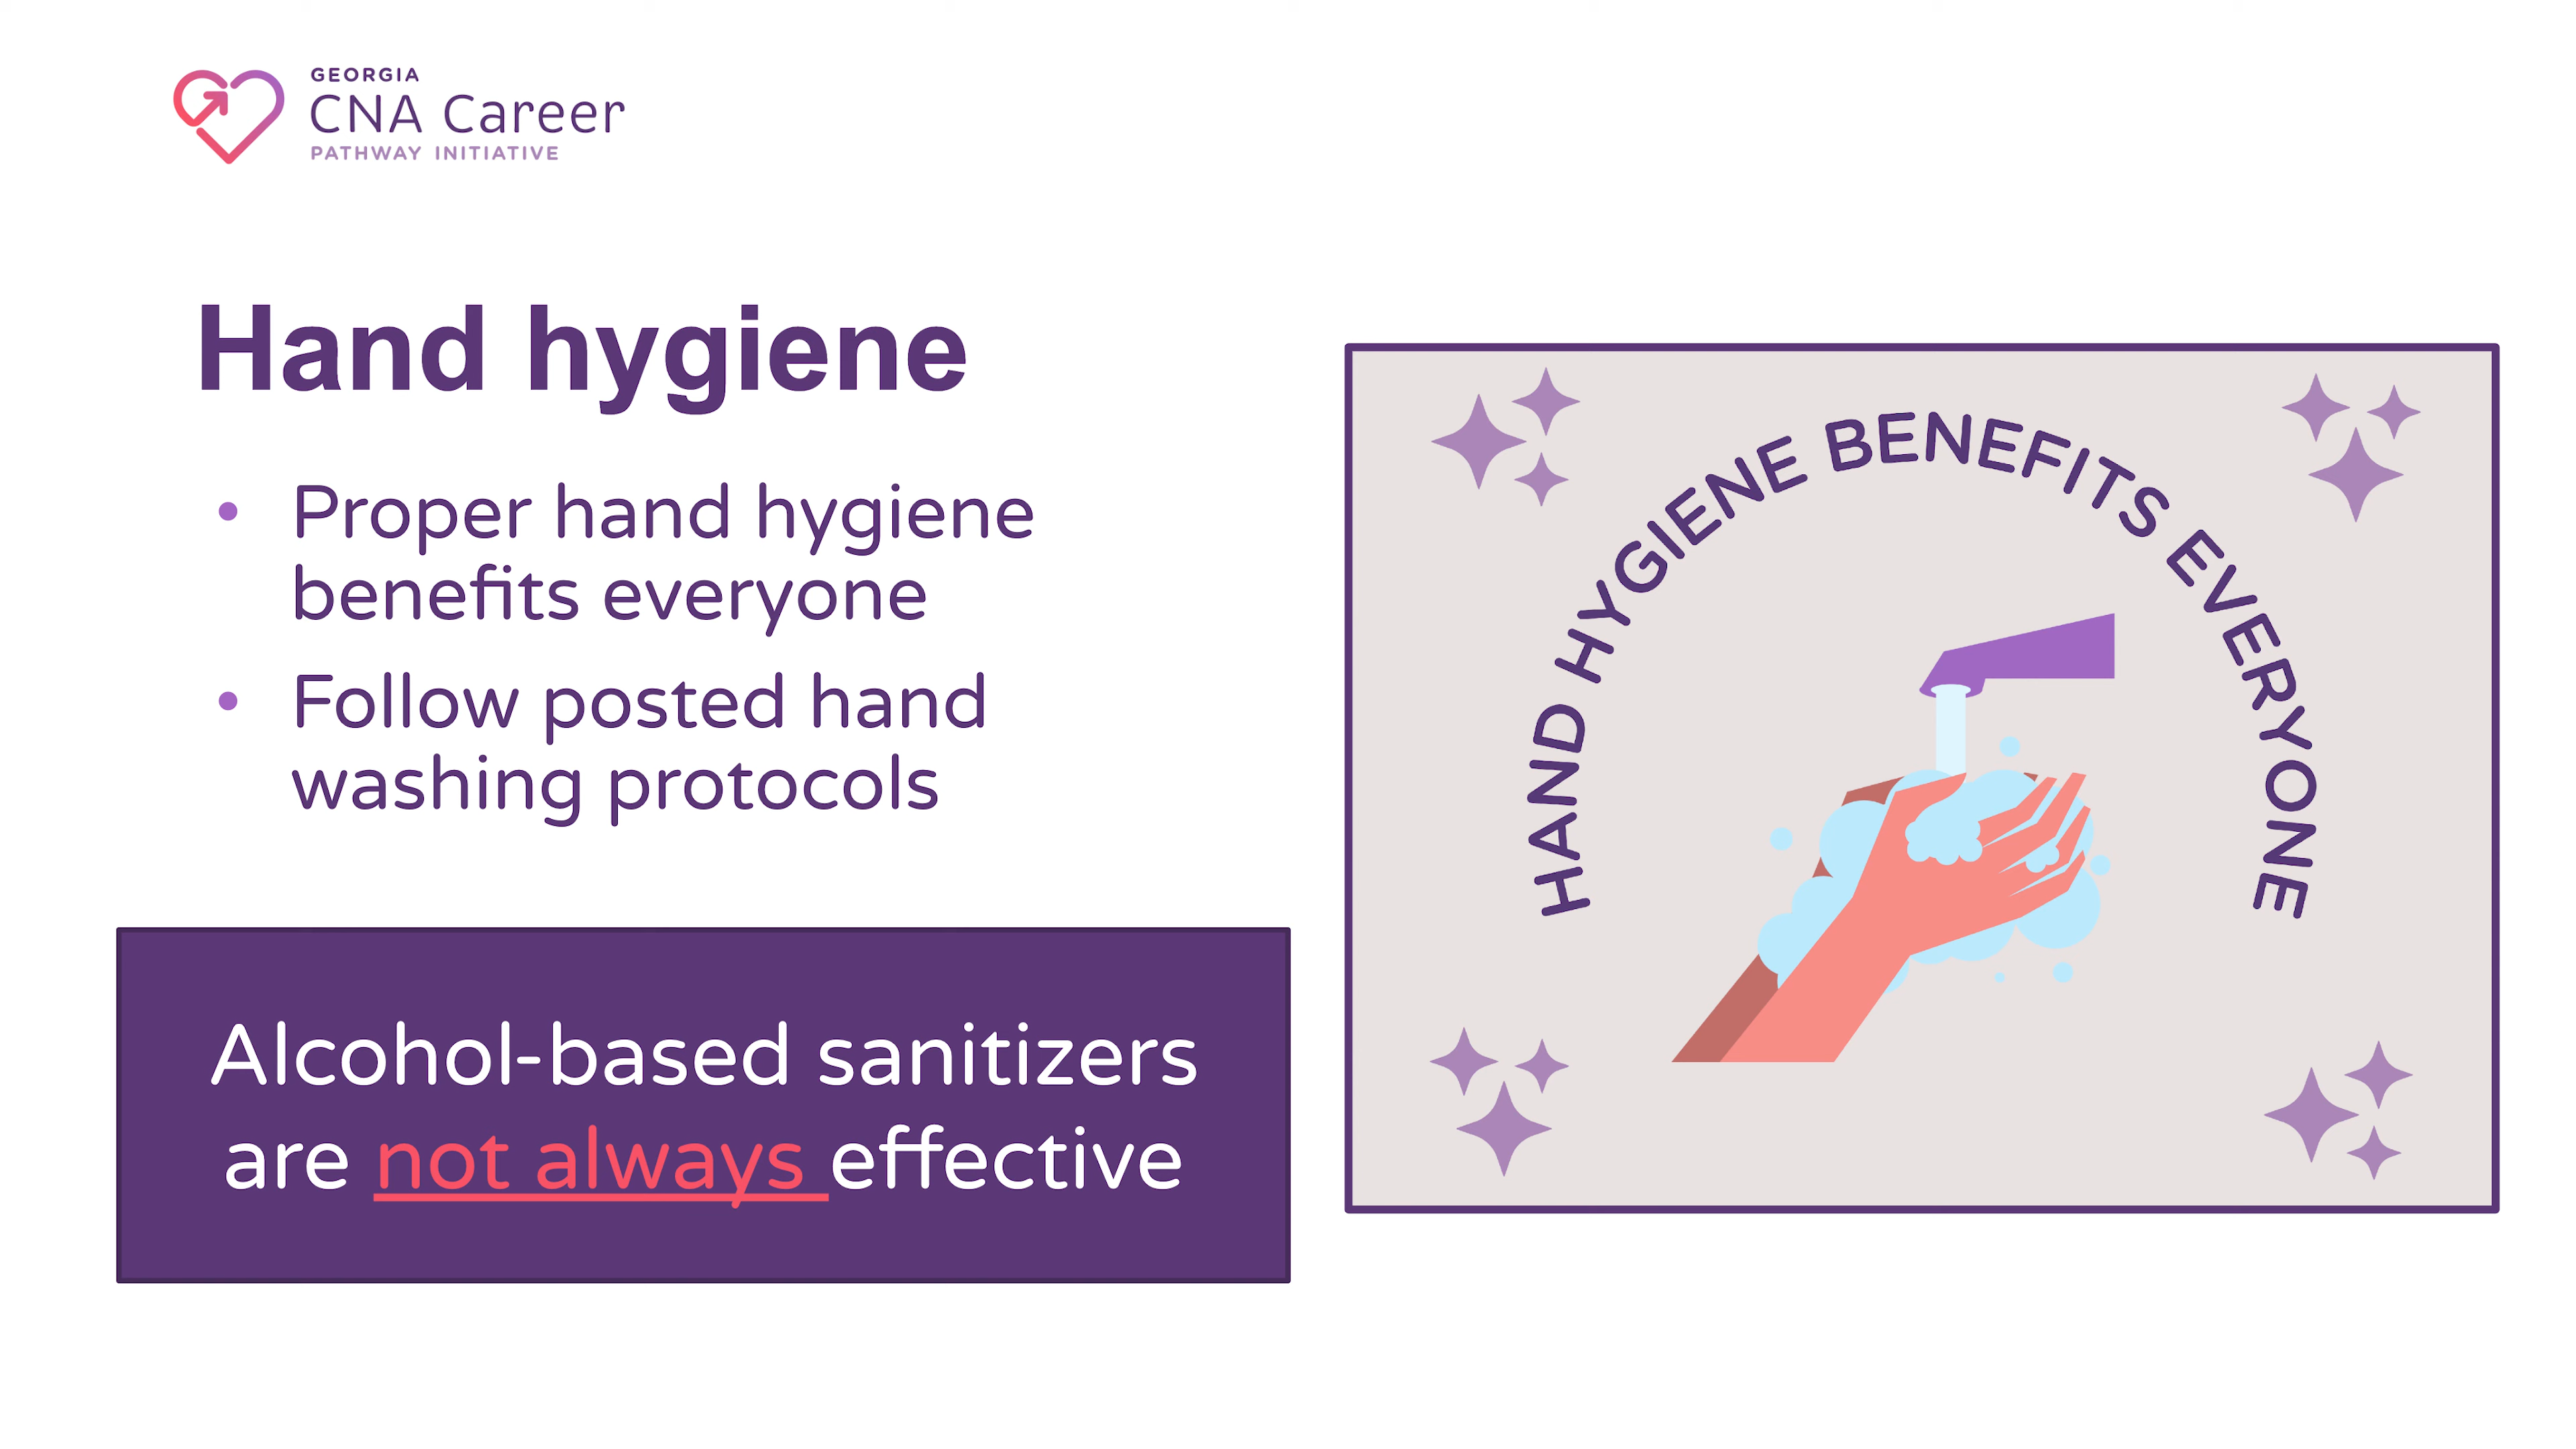 GEORGIA
CNA Career
PATHWAY INITIATIVE
Hand hygiene
• Proper hand hygiene
benefits everyone
• Follow posted hand
washing protocols
Alcohol-based sanitizers
are not always effective
HAND HYGIENE BENEFITS EVERYONE